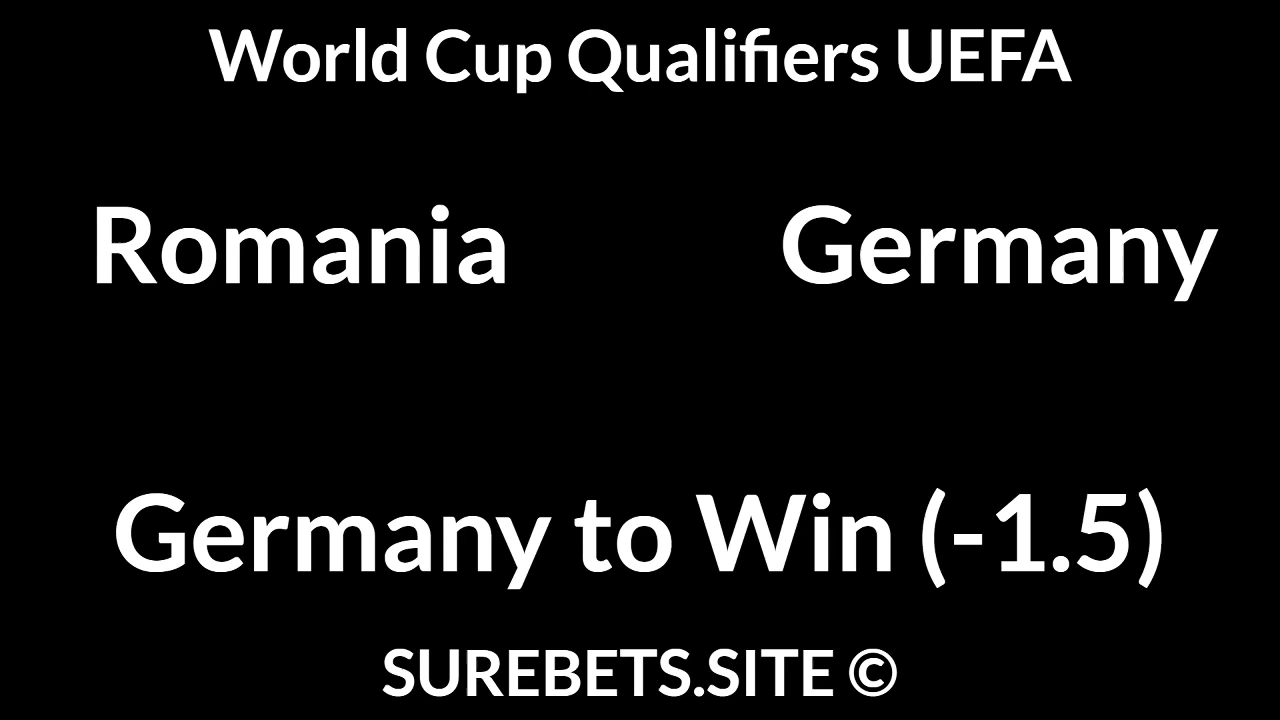 World Cup Qualifiers UEFA
Romania Germany
Germany to Win (-1.5)
SUREBETS.SITE ©